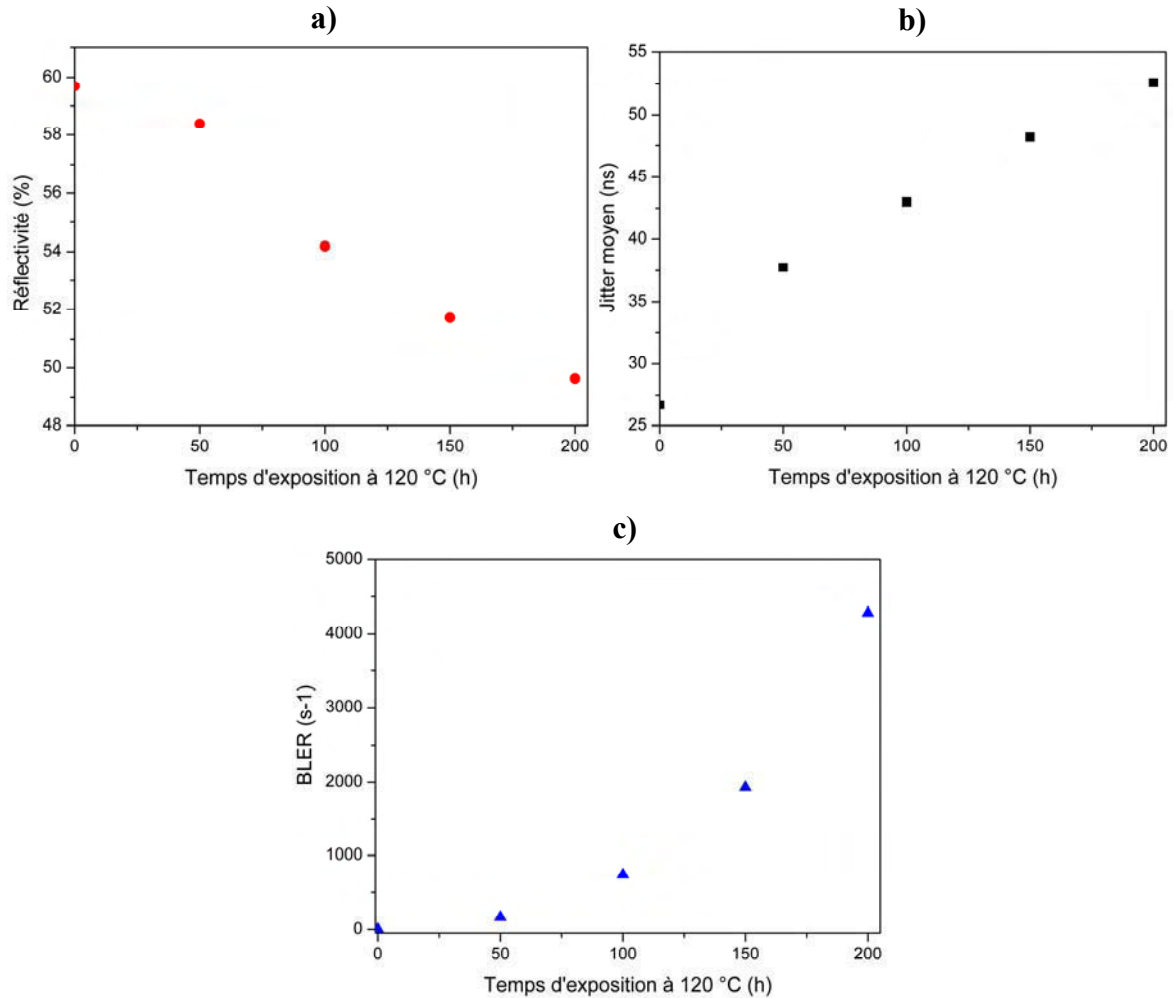 a)
60
58
56
54
52
50
48
Réflectivité (%)
0 50 100 150 200
Temps d'exposition à 120 °C (h)
b)
55
50
45
40
35
30
25
Jitter moyen (ns)
0 50 100 150 200
Temps d'exposition à 120 °C (h)
c)
5000
4000
3000
2000
1000
0
BLER (s-1)
0 50 100 150 200
Temps d'exposition à 120 °C (h)